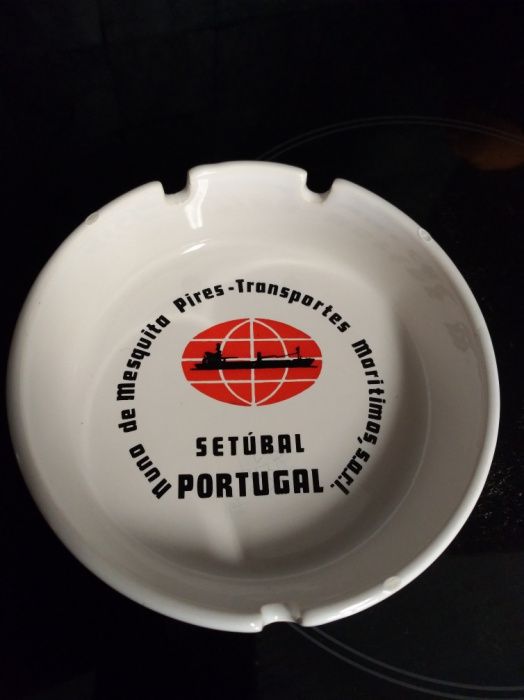 nuno de mesquita Pires-Transportes Marítimos, s.a.r.l.
SETÚBAL
PORTUGAL